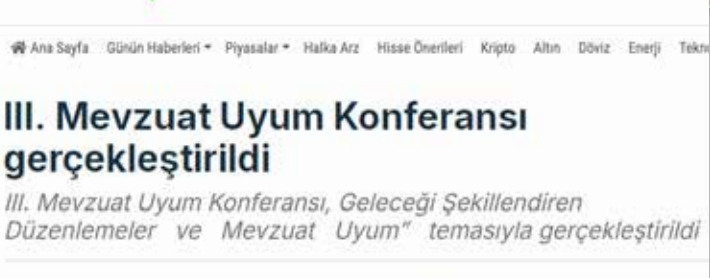 Ana Sayfa Günün Haberleri Piyasalar Halka Arz Hisse Önerileri Kripto Altın Döviz Enerji
III. Mevzuat Uyum Konferansı
gerçekleştirildi
III. Mevzuat Uyum Konferansı, Geleceği Şekillendiren
Düzenlemeler ve Mevzuat Uyum” temasıyla gerçekleştirildi